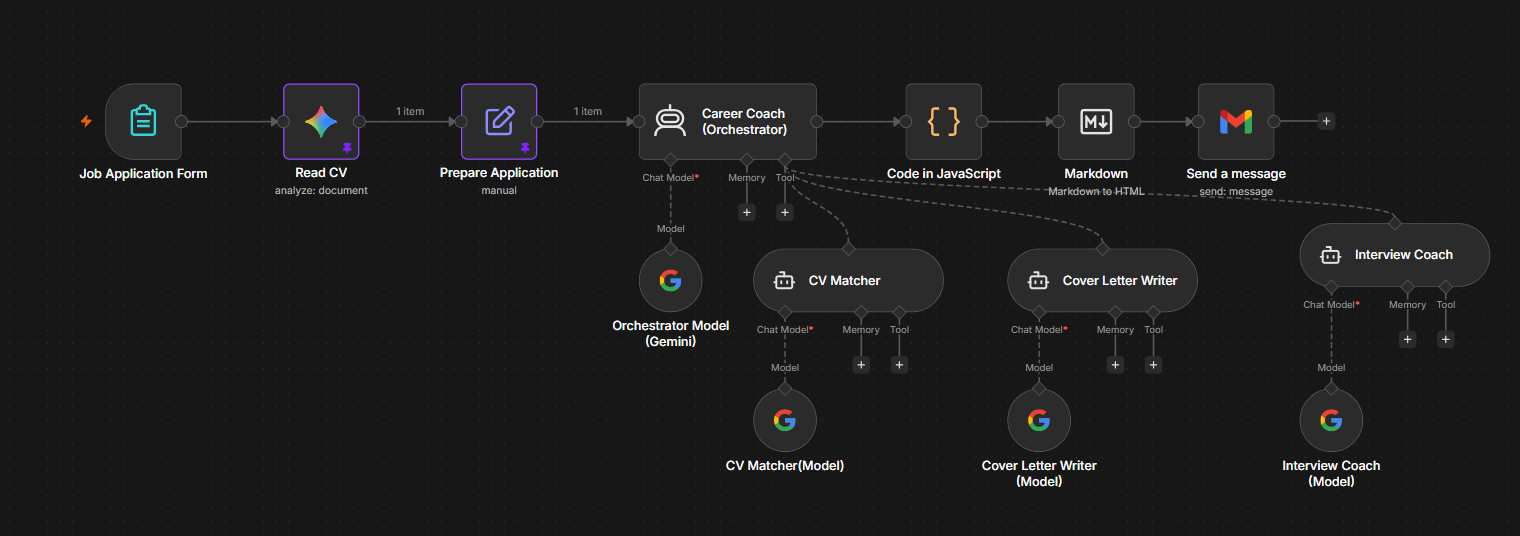 Job Application Form
Read CV
analyze: document
1 item
Prepare Application
manual
1 item
Career Coach
(Orchestrator)
Chat Model*
Memory
Tool
Code in JavaScript
M↓
Markdown
Markdown to HTML
Send a message
send: message
Model
Orchestrator Model
(Gemini)
CV Matcher
Chat Model*
Memory
Tool
Model
CV Matcher(Model)
Cover Letter Writer
Chat Model*
Memory
Tool
Model
Cover Letter Writer
(Model)
Interview Coach
Chat Model*
Memory
Tool
Model
Interview Coach
(Model)